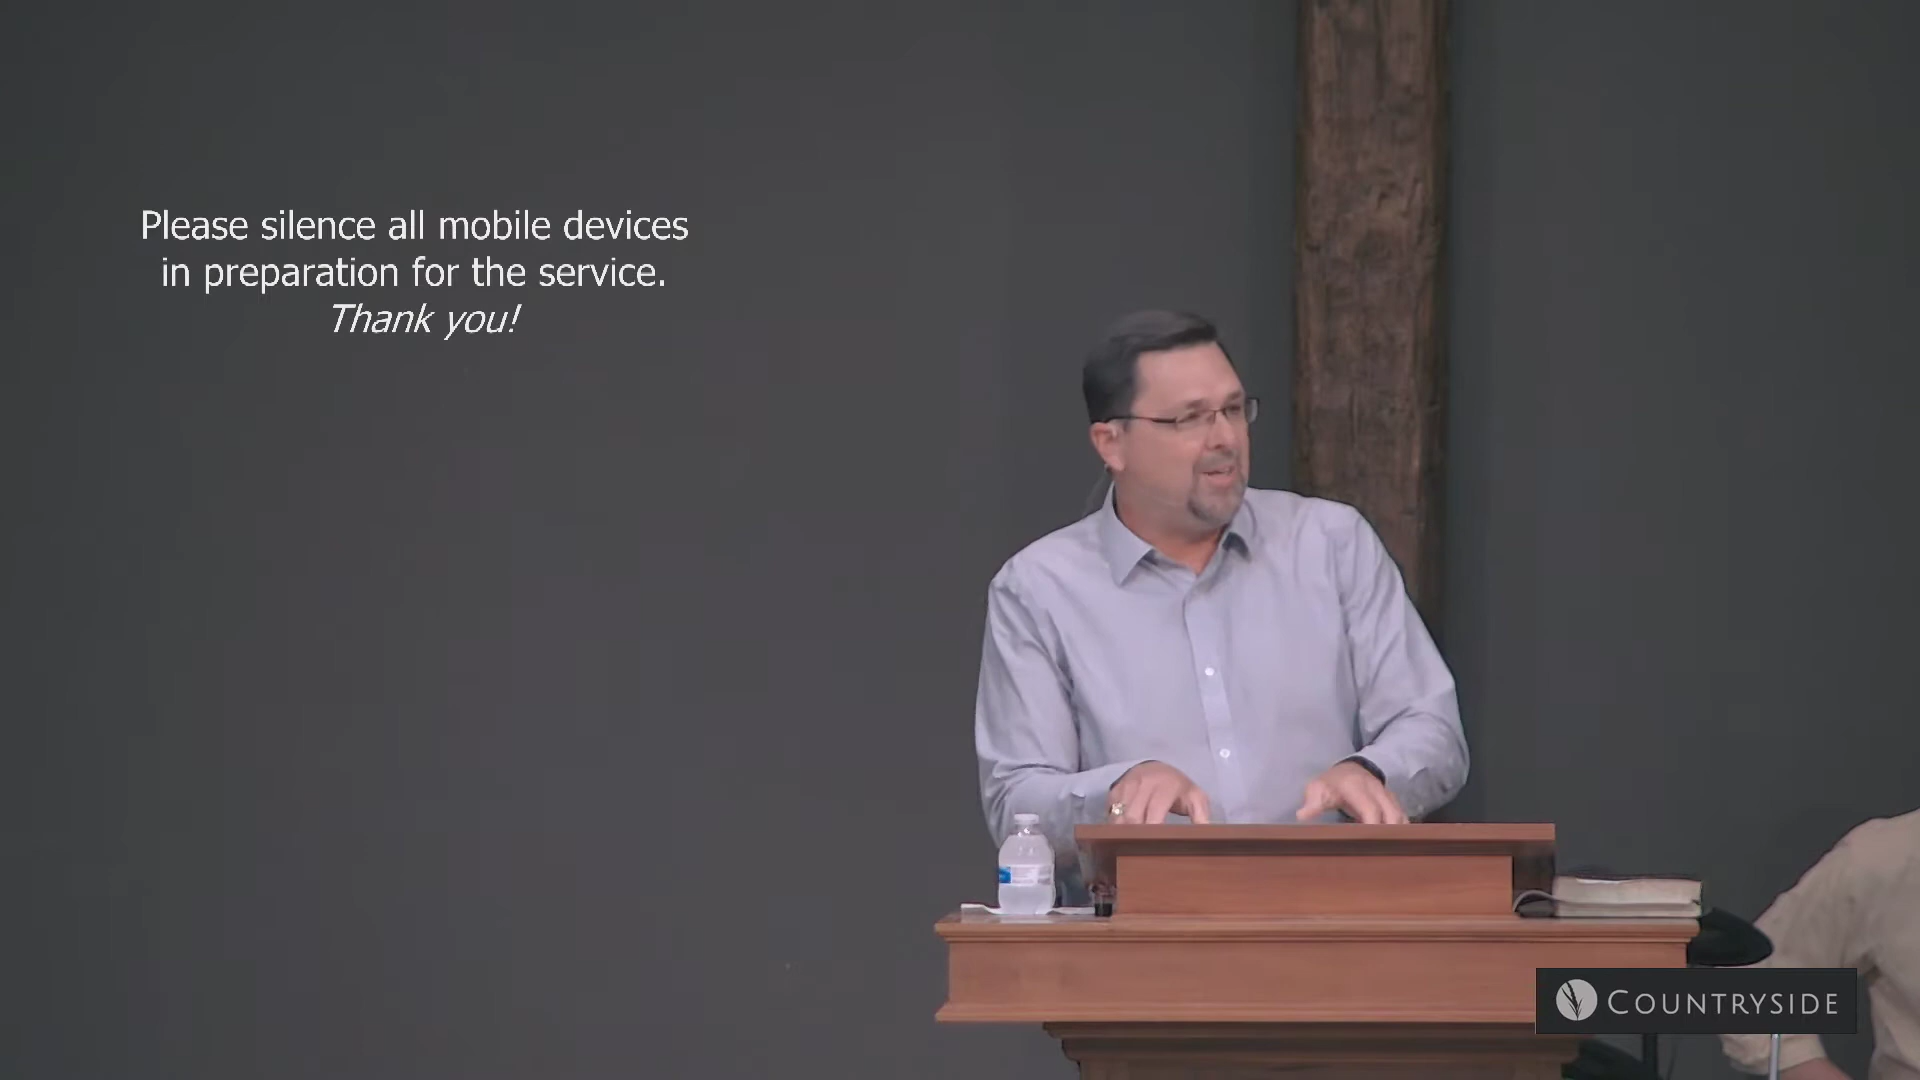 Please silence all mobile devices
in preparation for the service.
Thank you!
COUNTRYSIDE